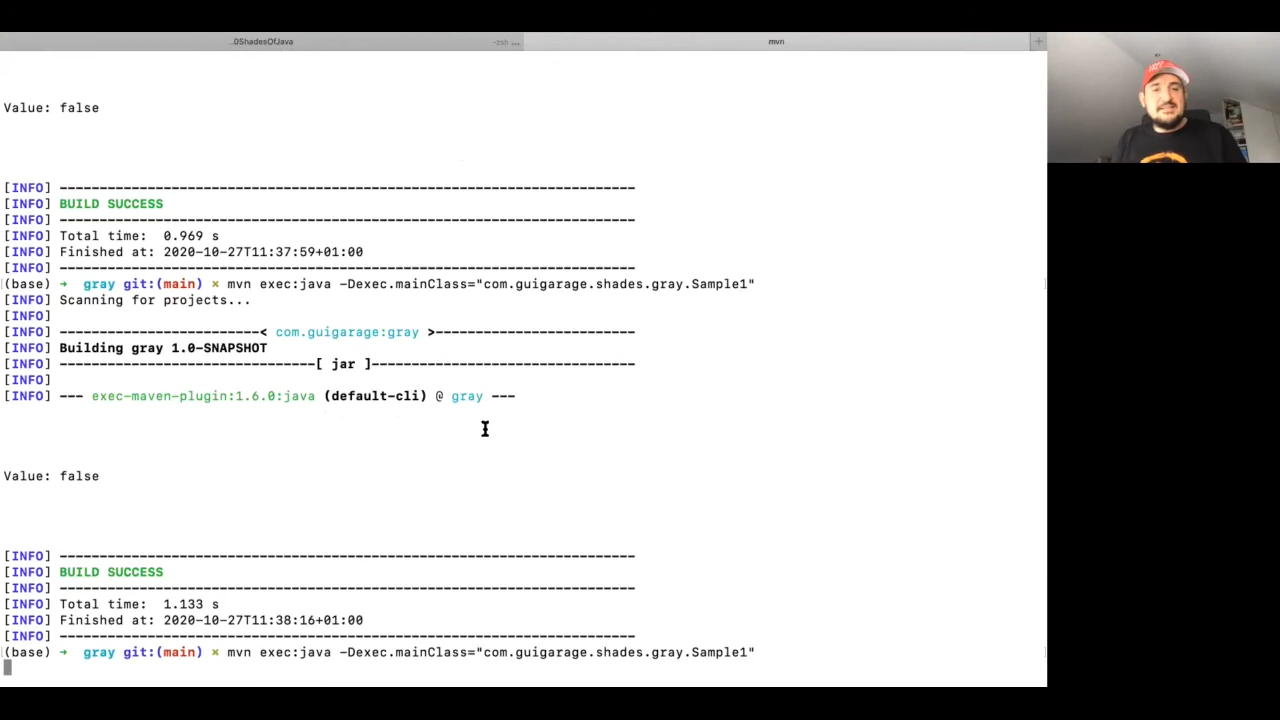 ...0ShadesOfJava
-zsh ...
mvn
+
Value: false
[INFO] ------------------------------------------------------------------------
[INFO] BUILD SUCCESS
[INFO] ------------------------------------------------------------------------
[INFO] Total time:  0.969 s
[INFO] Finished at: 2020-10-27T11:37:59+01:00
[INFO] ------------------------------------------------------------------------
(base) ➜  gray git:(main) ✗ mvn exec:java -Dexec.mainClass="com.guigarage.shades.gray.Sample1"
[INFO] Scanning for projects...
[INFO]
[INFO] -------------------------< com.guigarage:gray >-------------------------
[INFO] Building gray 1.0-SNAPSHOT
[INFO] --------------------------------[ jar ]---------------------------------
[INFO]
[INFO] --- exec-maven-plugin:1.6.0:java (default-cli) @ gray ---
Value: false
[INFO] ------------------------------------------------------------------------
[INFO] BUILD SUCCESS
[INFO] ------------------------------------------------------------------------
[INFO] Total time:  1.133 s
[INFO] Finished at: 2020-10-27T11:38:16+01:00
[INFO] ------------------------------------------------------------------------
(base) ➜  gray git:(main) ✗ mvn exec:java -Dexec.mainClass="com.guigarage.shades.gray.Sample1"